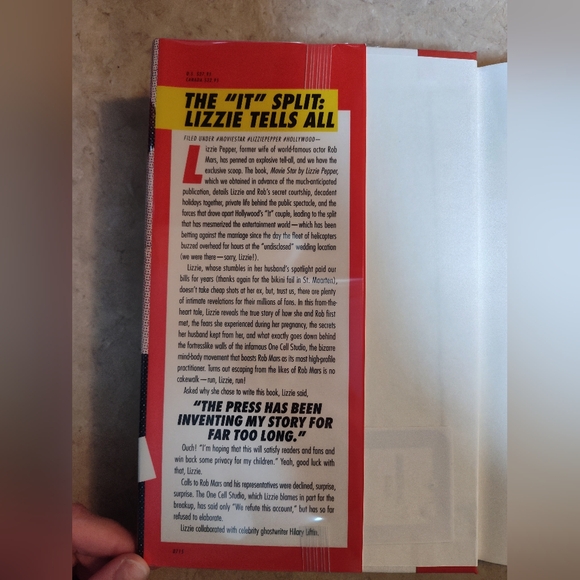 THE "IT" SPLIT:
LIZZIE TELLS ALL
FILED UNDER #MOVIESTAR #LIZZIEPEPPER #HOLLYWOOD—
Lizzie Pepper, former wife of world-famous actor Rob
Mars, has penned an explosive tell-all, and we have the
exclusive scoop. The book, Movie Star by Lizzie Pepper,
which we obtained in advance of the much-anticipated
publication, details Lizzie and Rob's secret courtship, decadent
holidays together, private life behind the public spectacle, and the
forces that drove apart Hollywood's "It" couple, leading to the split
that has mesmerized the entertainment world—which has been
betting against the marriage since the day the fleet of helicopters
buzzed overhead for hours at the "undisclosed" wedding location
(we were there—sorry, Lizzie!).
Lizzie, whose stumbles in her husband's spotlight paid our
bills for years (thanks again for the bikini fail in St. Maarten),
doesn't take cheap shots at her ex, but, trust us, there are plenty
of intimate revelations for their millions of fans. In this from-the-
heart tale, Lizzie reveals the true story of how she and Rob first
met, the fears she experienced during her pregnancy, the secrets
her husband kept from her, and what exactly goes down behind
the fortresslike walls of the infamous One Cell Studio, the bizarre
mind-body movement that boasts Rob Mars as its most high-profile
practitioner. Turns out escaping from the likes of Rob Mars is no
cakewalk—run, Lizzie, run!
Asked why she chose to write this book, Lizzie said,
"THE PRESS HAS BEEN
INVENTING MY STORY FOR
FAR TOO LONG."
Ouch! "I'm hoping that this will satisfy readers and fans and
win back some privacy for my children." Yeah, good luck with
that, Lizzie.
Calls to Rob Mars and his representatives were declined, surprise,
surprise. The One Cell Studio, which Lizzie blames in part for the
breakup, has said only "We refute this account," but has so far
refused to elaborate.
Lizzie collaborated with celebrity ghostwriter Hilary Liftin.